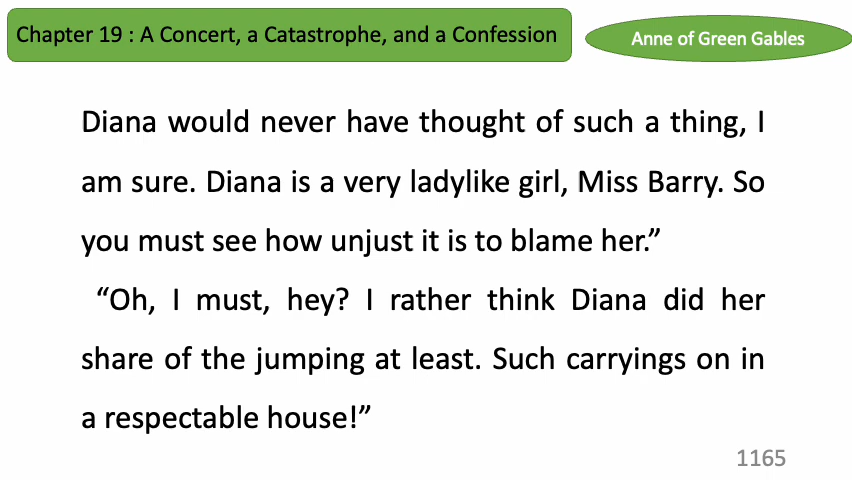 Chapter 19 : A Concert, a Catastrophe, and a Confession
Anne of Green Gables
Diana would never have thought of such a thing, I
am sure. Diana is a very ladylike girl, Miss Barry. So
you must see how unjust it is to blame her.”
“Oh, I must, hey? I rather think Diana did her
share of the jumping at least. Such carryings on in
a respectable house!”
1165